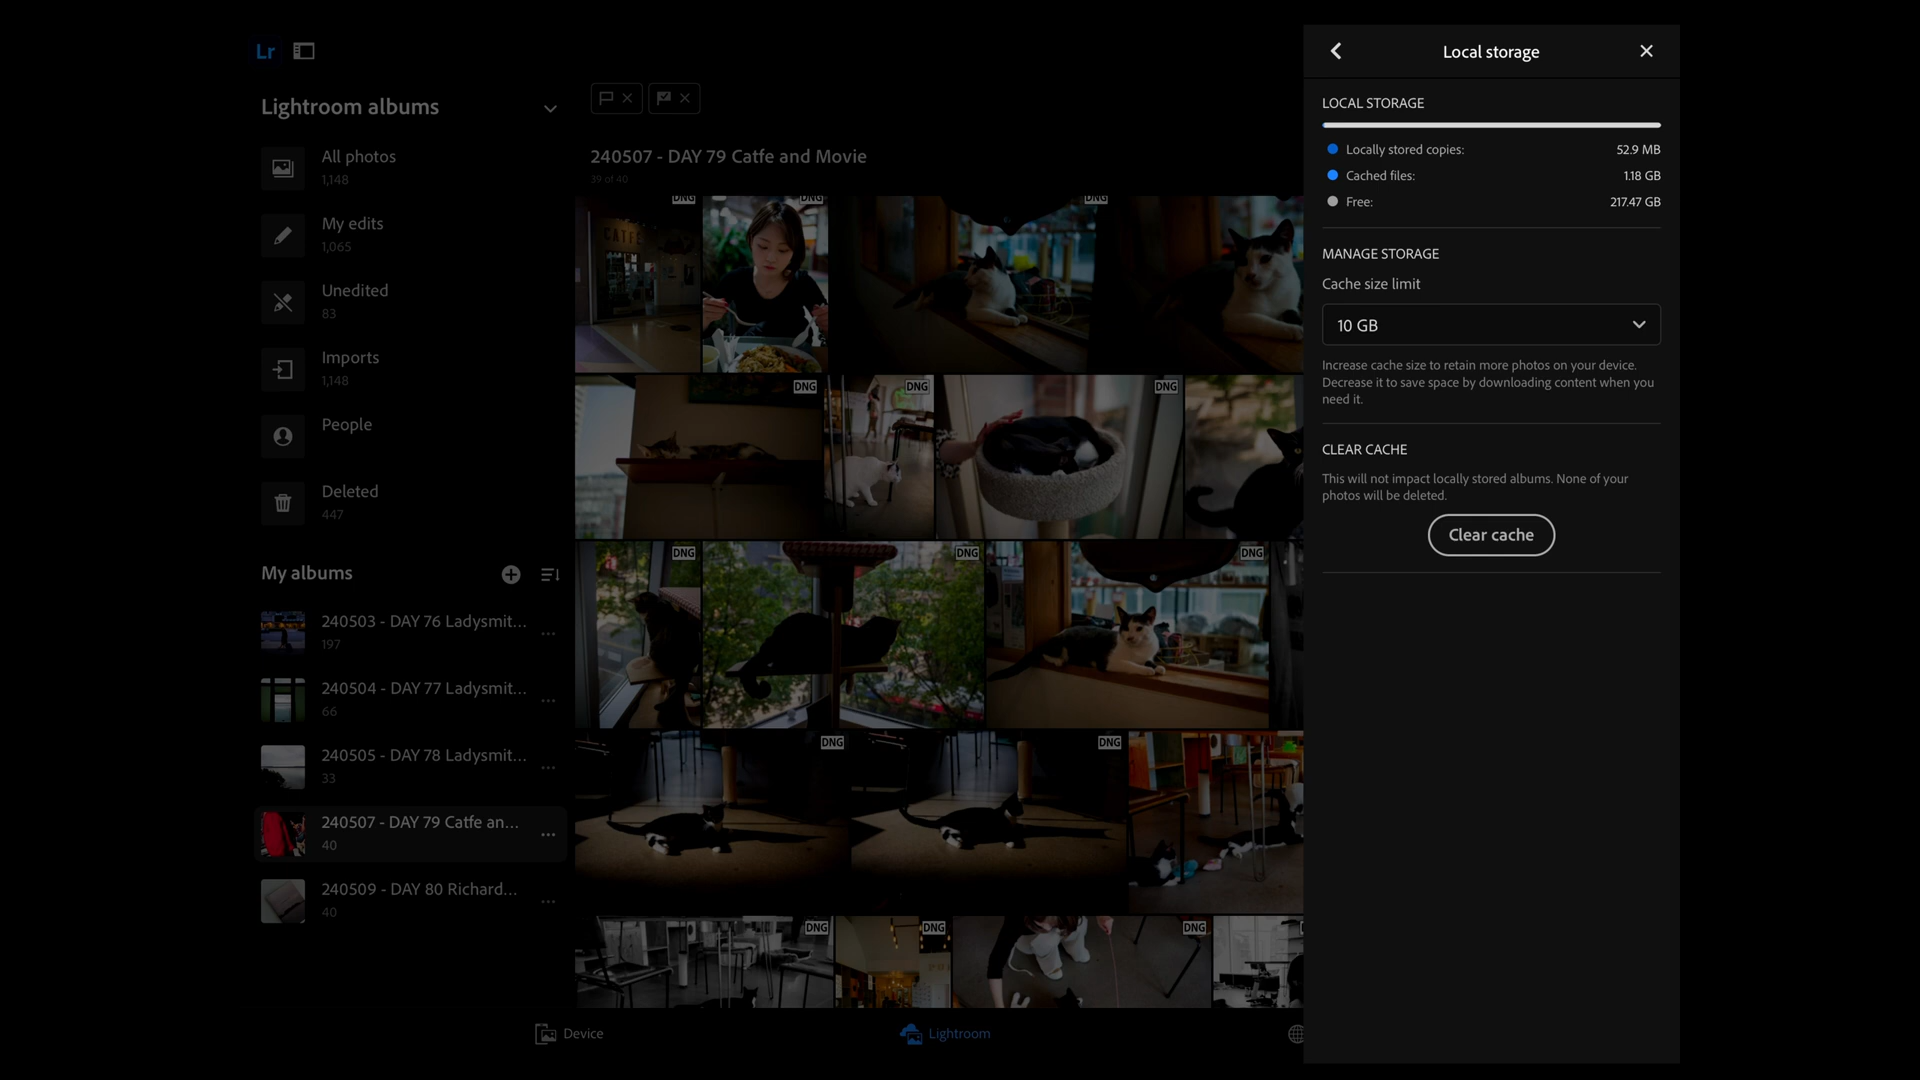 Lr
Lightroom albums
All photos
1,148
My edits
1,065
Unedited
83
Imports
1,148
People
Deleted
447
My albums
240503 - DAY 76 Ladysmit...
197
240504 - DAY 77 Ladysmit...
66
240505 - DAY 78 Ladysmit...
33
240507 - DAY 79 Catfe an...
40
240509 - DAY 80 Richard...
40
240507 - DAY 79 Catfe and Movie
39 of 40
DNG
DNG
DNG
CATFE
DNG
DNG
DNG
DNG
DNG
DNG
DNG
DNG
DNG
DNG
DNG
Device
Lightroom
Local storage
LOCAL STORAGE
Locally stored copies: 52.9 MB
Cached files: 1.18 GB
Free: 217.47 GB
MANAGE STORAGE
Cache size limit
10 GB
Increase cache size to retain more photos on your device.
Decrease it to save space by downloading content when you
need it.
CLEAR CACHE
This will not impact locally stored albums. None of your
photos will be deleted.
Clear cache